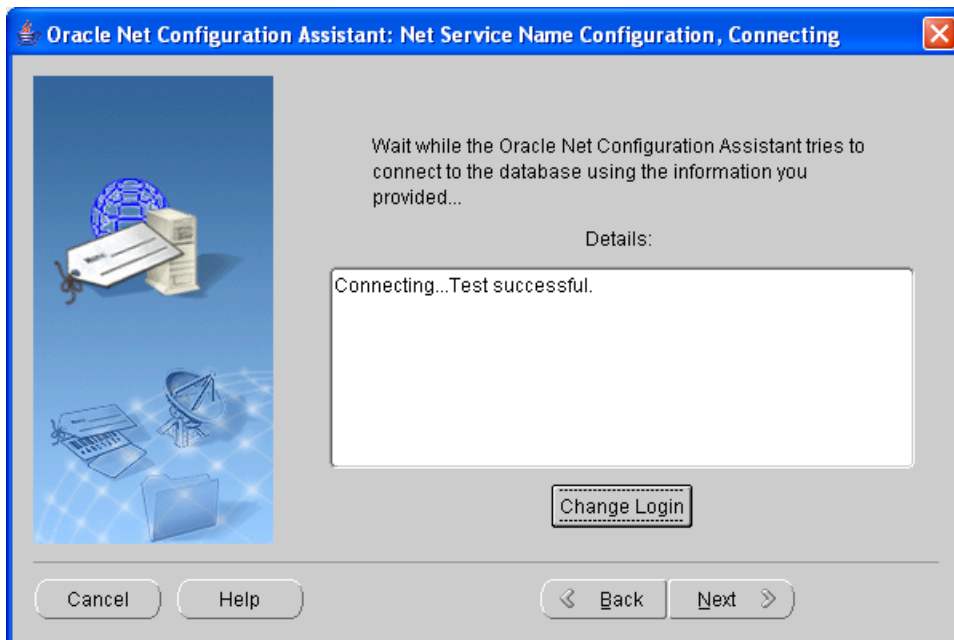 Oracle Net Configuration Assistant: Net Service Name Configuration, Connecting
Wait while the Oracle Net Configuration Assistant tries to
connect to the database using the information you
provided...
Details:
Connecting...Test successful.
Change Login
Cancel
Help
Back
Next